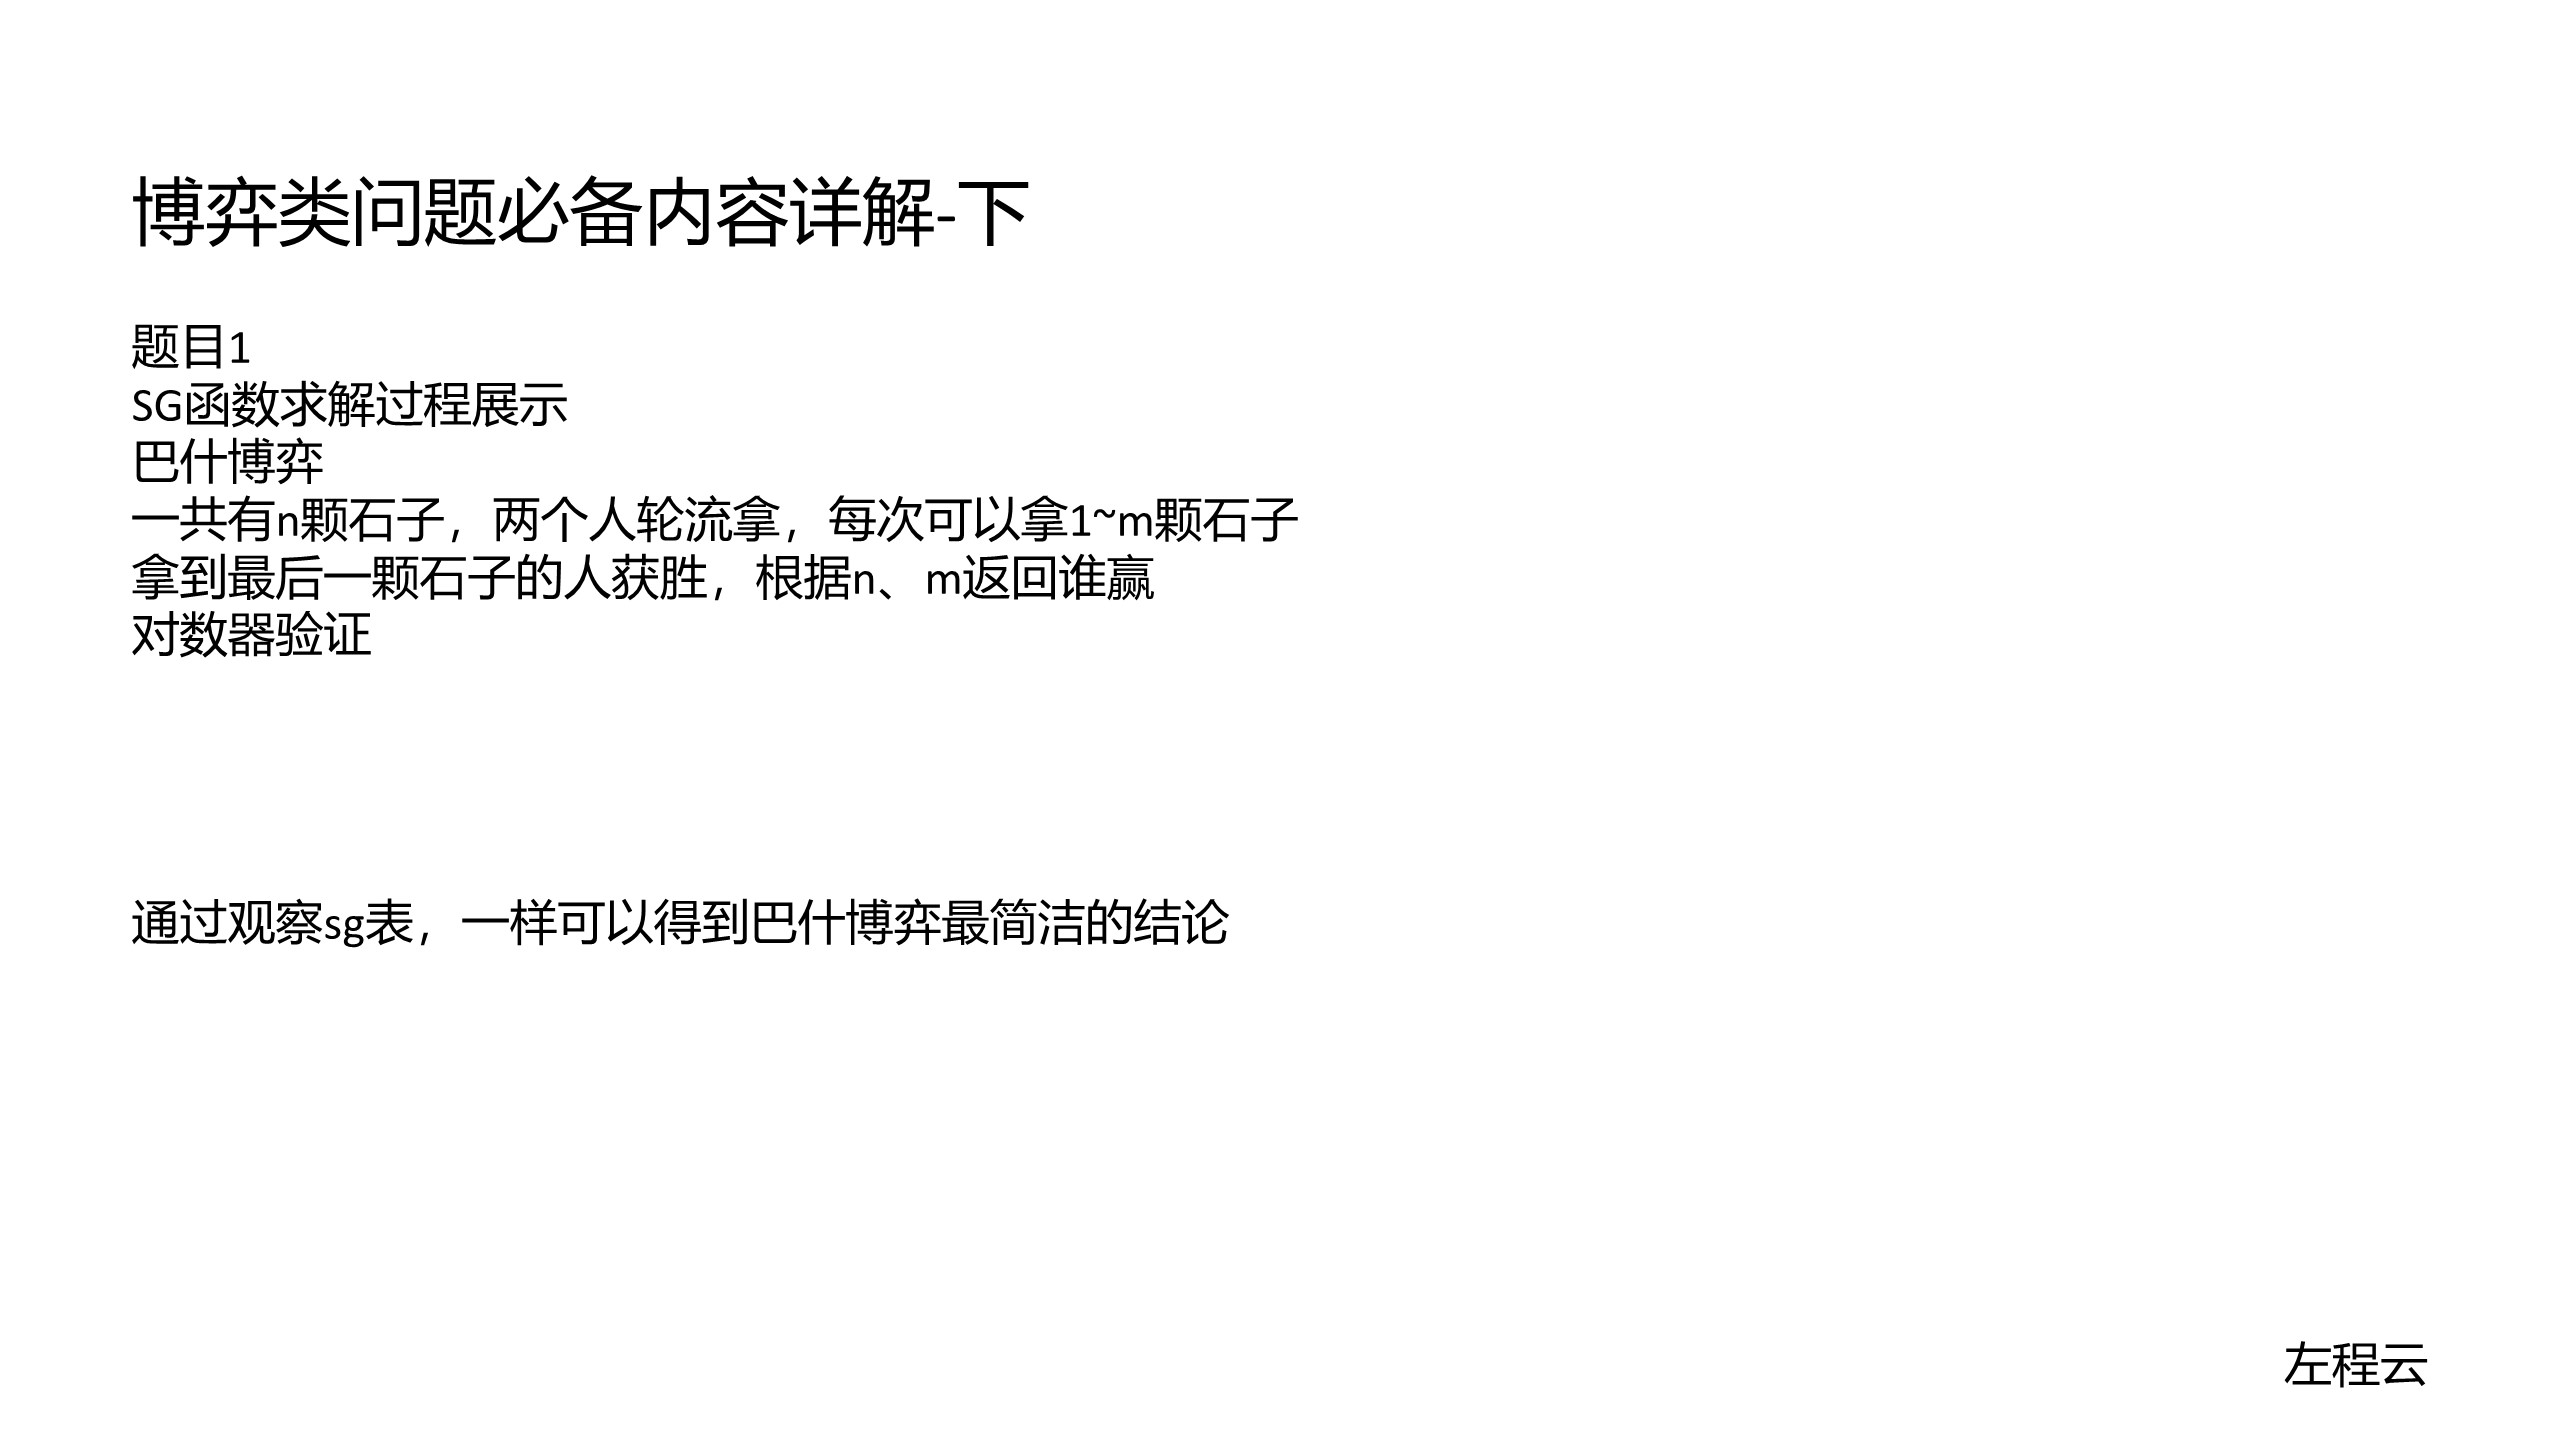 博弈类问题必备内容详解-下
题目1
SG函数求解过程展示
巴什博弈
一共有n颗石子，两个人轮流拿，每次可以拿1~m颗石子
拿到最后一颗石子的人获胜，根据n、m返回谁赢
对数器验证
通过观察sg表，一样可以得到巴什博弈最简洁的结论
左程云